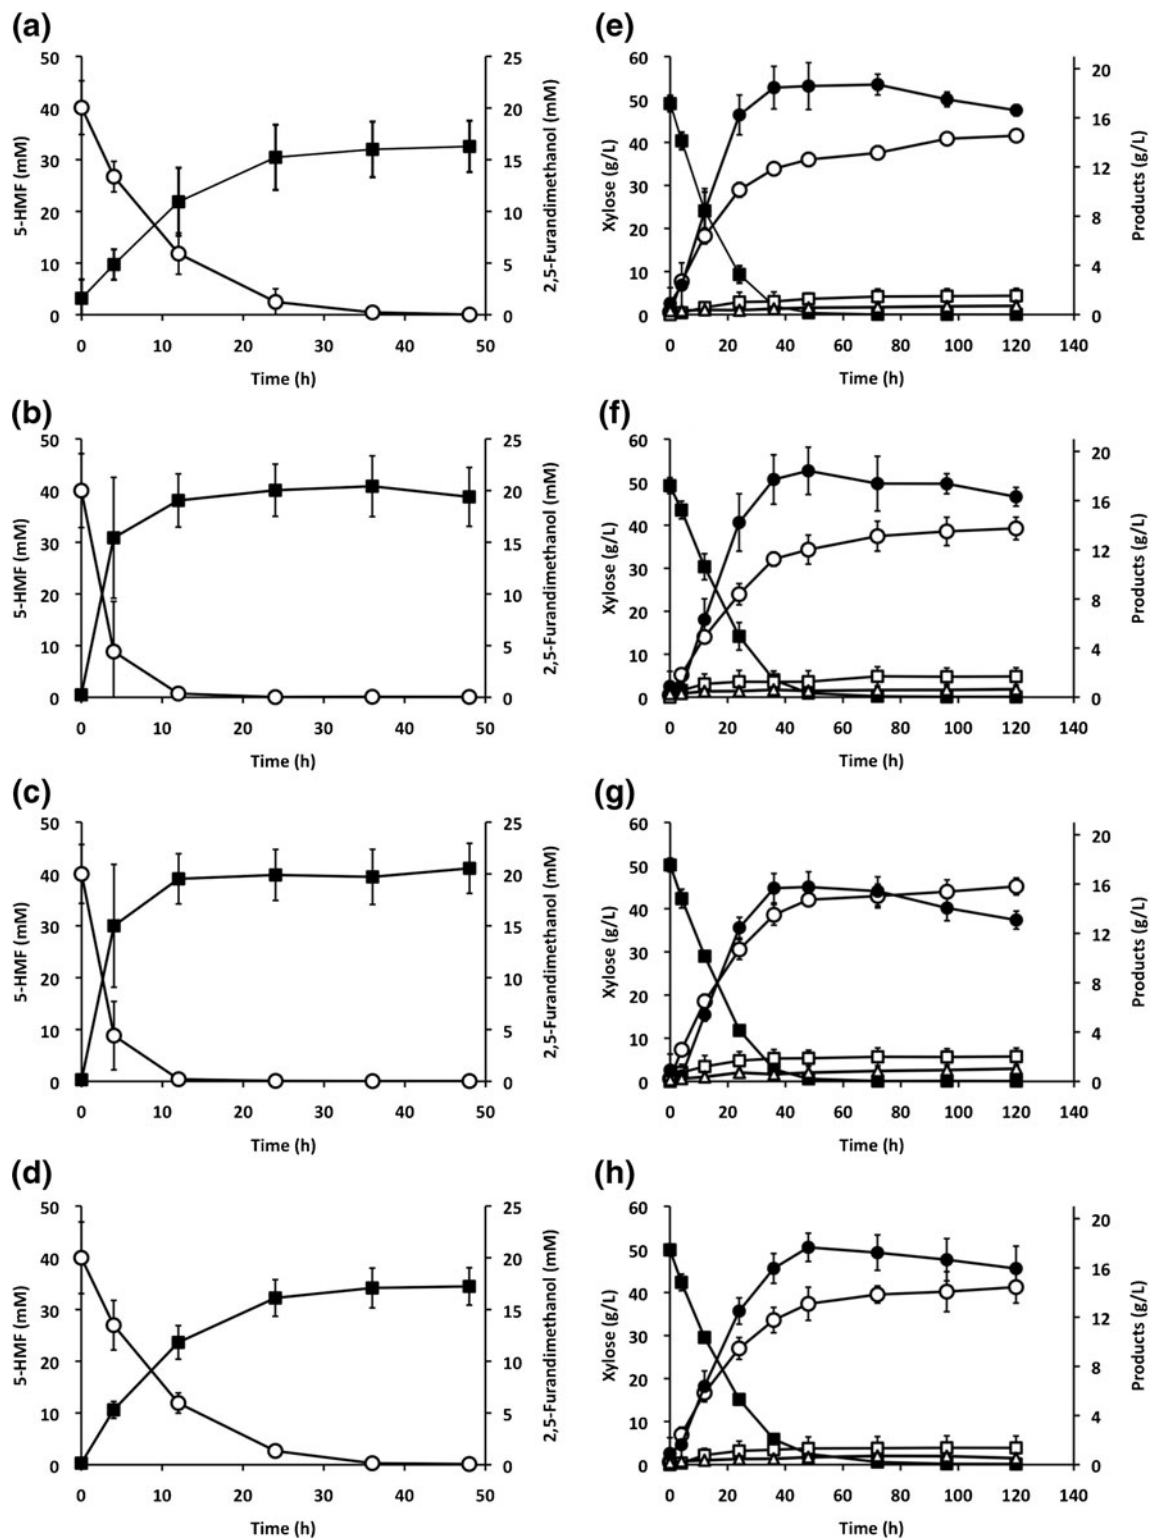 (a)
50
40
30
20
10
0
5-HMF (mM)
25
20
15
10
5
0
2,5-Furandimethanol (mM)
0 10 20 30 40 50
Time (h)
(e)
60
50
40
30
20
10
0
Xylose (g/L)
20
16
12
8
4
0
Products (g/L)
0 20 40 60 80 100 120 140
Time (h)
(b)
50
40
30
20
10
0
5-HMF (mM)
25
20
15
10
5
0
2,5-Furandimethanol (mM)
0 10 20 30 40 50
Time (h)
(f)
60
50
40
30
20
10
0
Xylose (g/L)
20
16
12
8
4
0
Products (g/L)
0 20 40 60 80 100 120 140
Time (h)
(c)
50
40
30
20
10
0
5-HMF (mM)
25
20
15
10
5
0
2,5-Furandimethanol (mM)
0 10 20 30 40 50
Time (h)
(g)
60
50
40
30
20
10
0
Xylose (g/L)
20
16
12
8
4
0
Products (g/L)
0 20 40 60 80 100 120 140
Time (h)
(d)
50
40
30
20
10
0
5-HMF (mM)
25
20
15
10
5
0
2,5-Furandimethanol (mM)
0 10 20 30 40 50
Time (h)
(h)
60
50
40
30
20
10
0
Xylose (g/L)
20
16
12
8
4
0
Products (g/L)
0 20 40 60 80 100 120 140
Time (h)